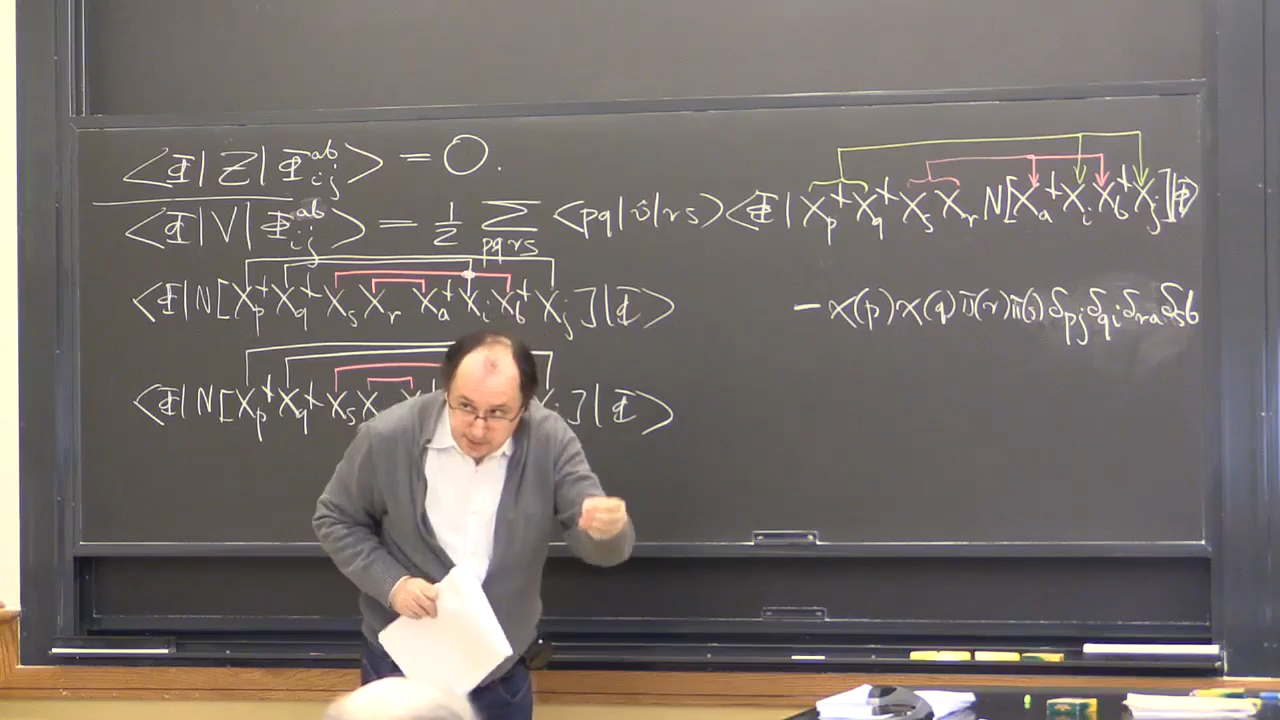 ⟨Φ|Z|Φ_{ij}^{ab}⟩ = 0.
⟨Φ|V|Φ_{ij}^{ab}⟩ = 1/2 Σ_{pqrs} ⟨pq|v|rs⟩⟨Φ|X_p^+ X_q^+ X_s X_r N[X_a^+ X_i X_b^+ X_j]|Φ⟩
⟨Φ|N[X_p^+ X_q^+ X_s X_r X_a^+ X_i X_b^+ X_j]|Φ⟩ − χ(p)χ(q)π(r)π(s)δ_{pj}δ_{qi}δ_{ra}δ_{sb}
⟨Φ|N[X_p^+ X_q^+ X_s X ]|Φ⟩